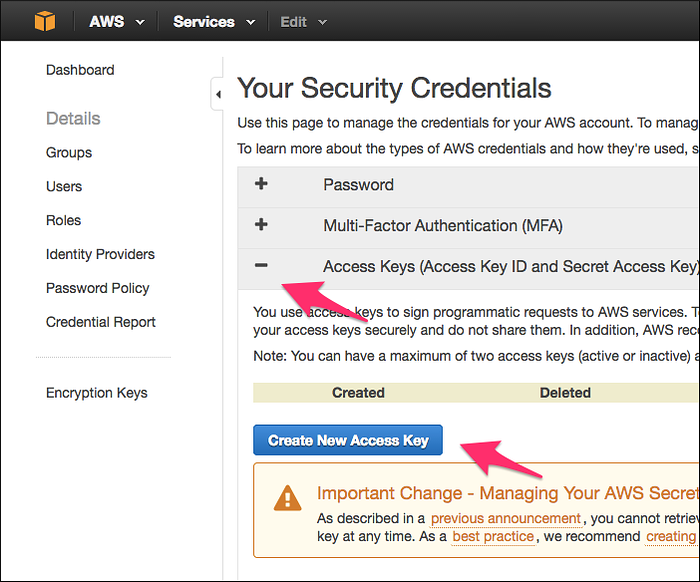 AWS Services Edit
Dashboard
Details
Groups
Users
Roles
Identity Providers
Password Policy
Credential Report
Encryption Keys
Your Security Credentials
Use this page to manage the credentials for your AWS account. To manag
To learn more about the types of AWS credentials and how they're used, s
Password
Multi-Factor Authentication (MFA)
Access Keys (Access Key ID and Secret Access Key)
You use access keys to sign programmatic requests to AWS services. T
your access keys securely and do not share them. In addition, AWS rec
Note: You can have a maximum of two access keys (active or inactive) a
Created Deleted
Create New Access Key
Important Change - Managing Your AWS Secret
As described in a previous announcement, you cannot retrie
key at any time. As a best practice, we recommend creating